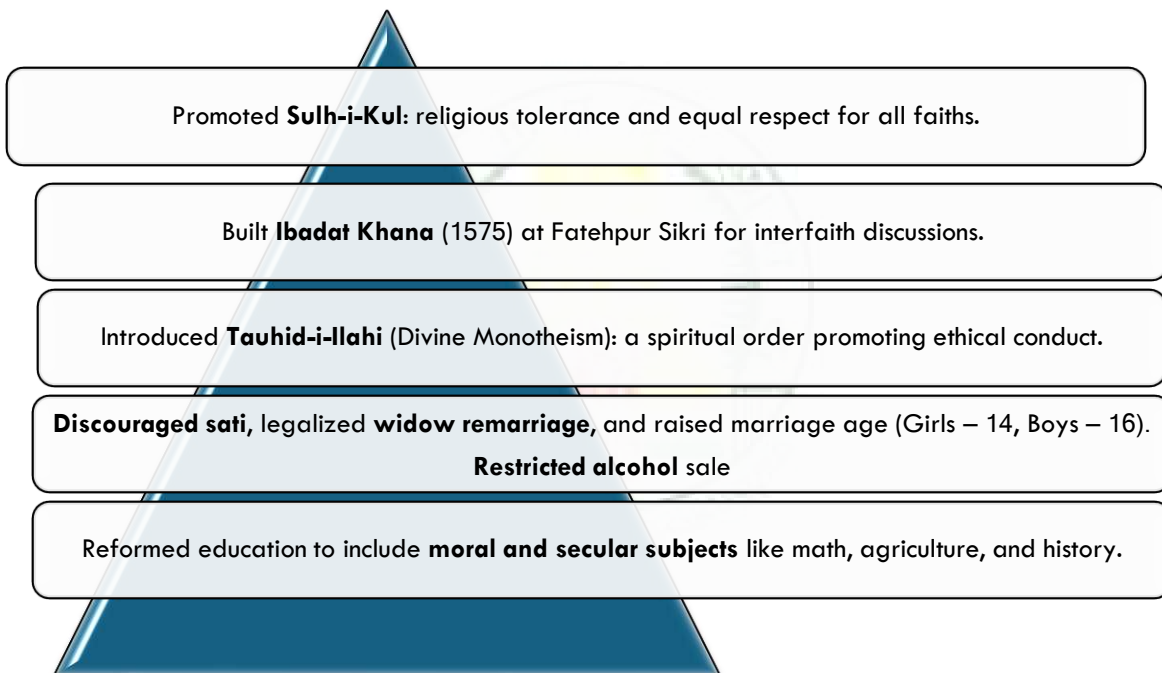 Promoted Sulh-i-Kul: religious tolerance and equal respect for all faiths.
Built Ibadat Khana (1575) at Fatehpur Sikri for interfaith discussions.
Introduced Tauhid-i-Ilahi (Divine Monotheism): a spiritual order promoting ethical conduct.
Discouraged sati, legalized widow remarriage, and raised marriage age (Girls – 14, Boys – 16).
Restricted alcohol sale
Reformed education to include moral and secular subjects like math, agriculture, and history.